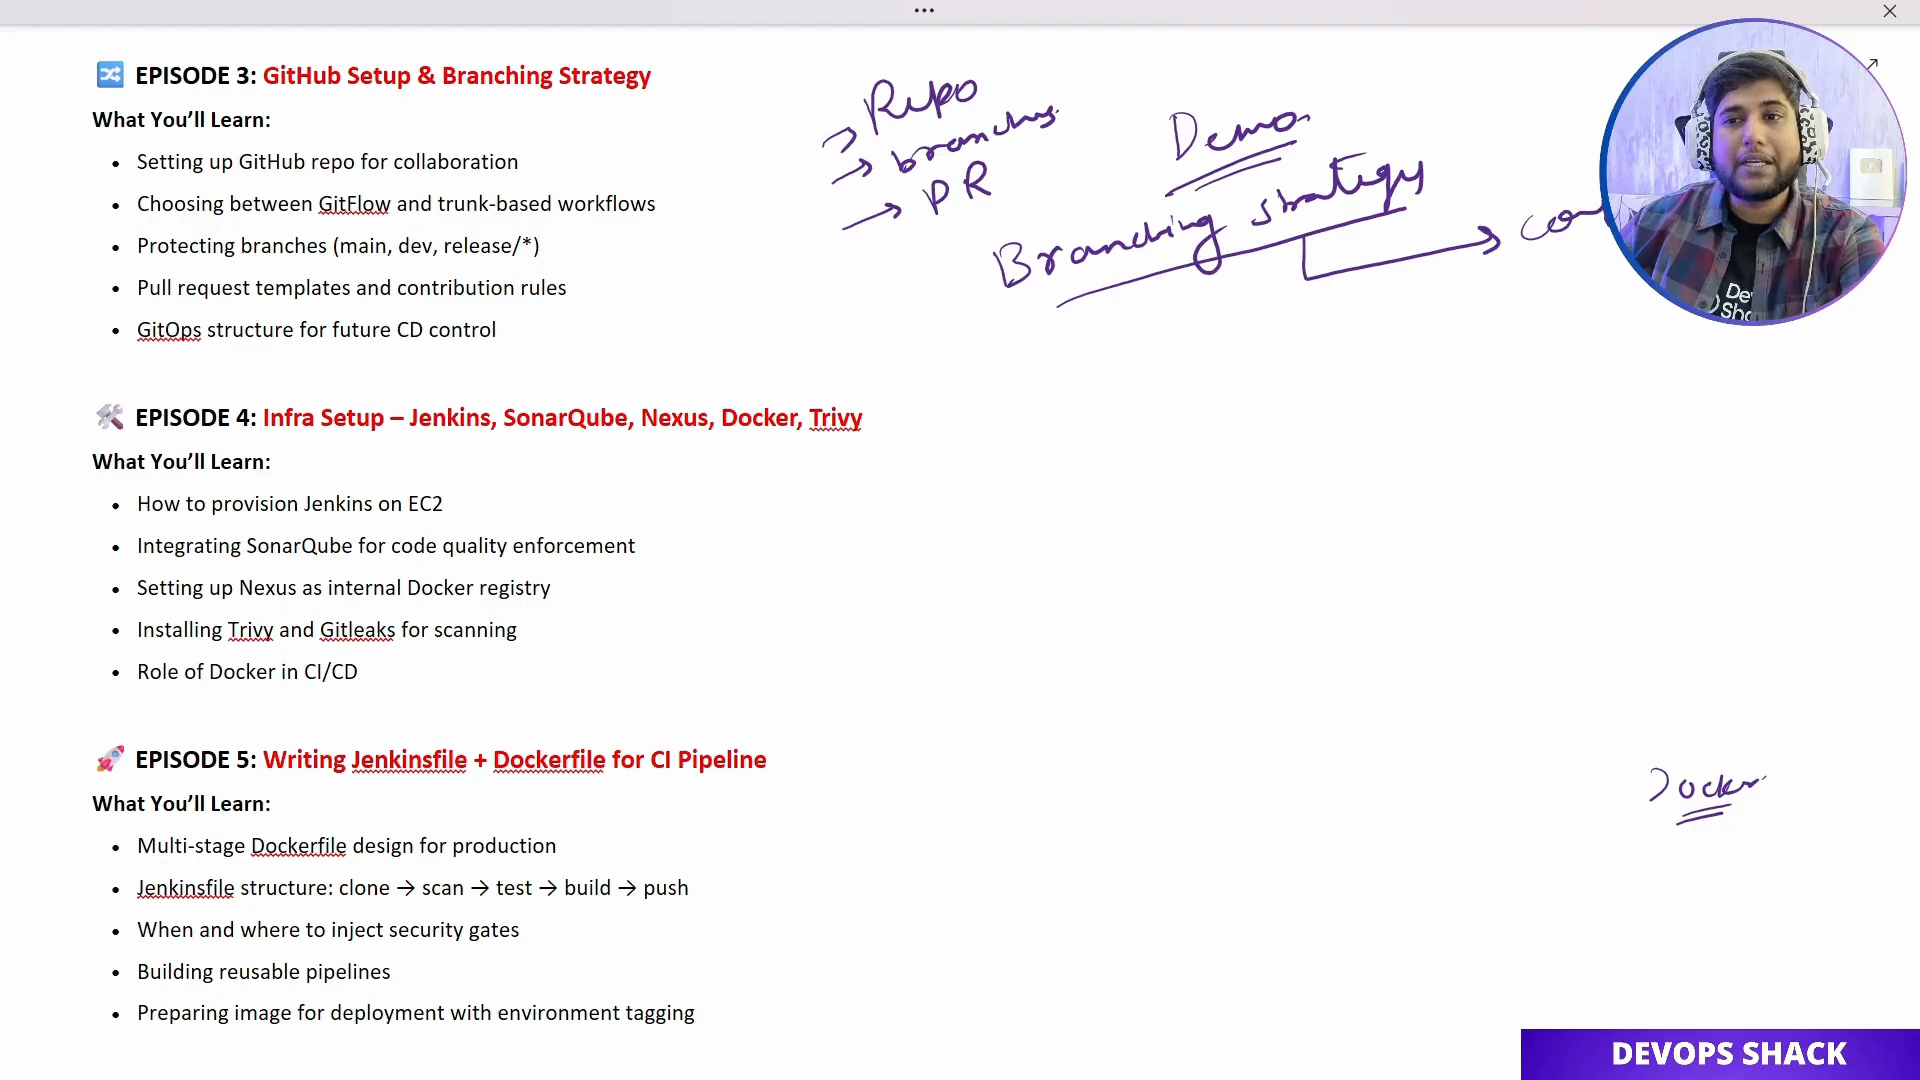 EPISODE 3: GitHub Setup & Branching Strategy
What You’ll Learn:
• Setting up GitHub repo for collaboration
• Choosing between GitFlow and trunk-based workflows
• Protecting branches (main, dev, release/*)
• Pull request templates and contribution rules
• GitOps structure for future CD control
→ Repo
→ branches
→ PR
Demo
Branching strategy
EPISODE 4: Infra Setup – Jenkins, SonarQube, Nexus, Docker, Trivy
What You’ll Learn:
• How to provision Jenkins on EC2
• Integrating SonarQube for code quality enforcement
• Setting up Nexus as internal Docker registry
• Installing Trivy and Gitleaks for scanning
• Role of Docker in CI/CD
EPISODE 5: Writing Jenkinsfile + Dockerfile for CI Pipeline
What You’ll Learn:
• Multi-stage Dockerfile design for production
• Jenkinsfile structure: clone → scan → test → build → push
• When and where to inject security gates
• Building reusable pipelines
• Preparing image for deployment with environment tagging
Docker
DEVOPS SHACK